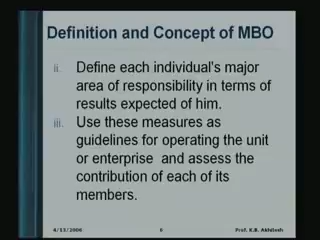 Definition and Concept of MBO
ii. Define each individual's major
area of responsibility in terms of
results expected of him.
iii. Use these measures as
guidelines for operating the unit
or enterprise and assess the
contribution of each of its
members.
6 Prof. K.B. Akhilesh